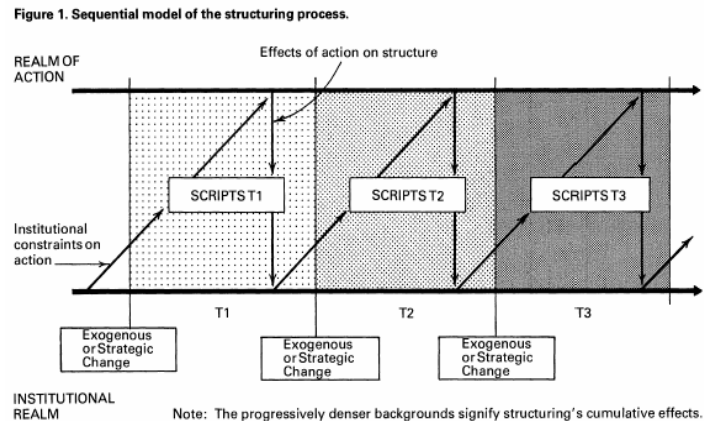 Figure 1. Sequential model of the structuring process.
Effects of action on structure
REALM OF
ACTION
SCRIPTS T1
SCRIPTS T2
SCRIPTS T3
Institutional
constraints on
action
T1
T2
T3
Exogenous
or Strategic
Change
Exogenous
or Strategic
Change
Exogenous
or Strategic
Change
INSTITUTIONAL
REALM
Note: The progressively denser backgrounds signify structuring's cumulative effects.